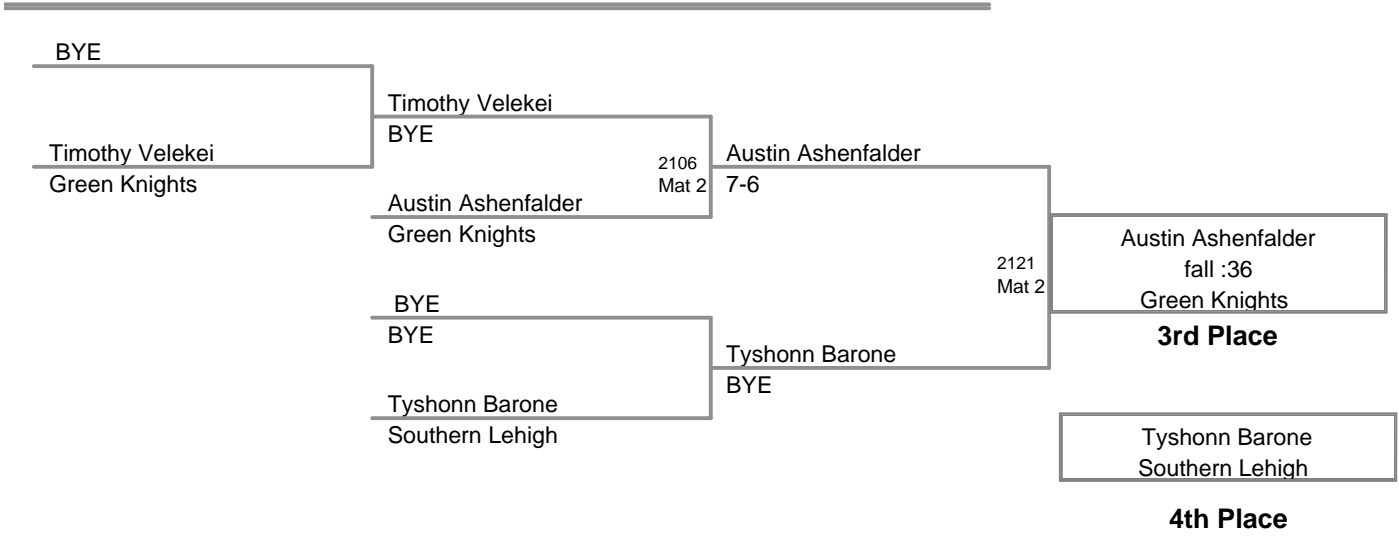 BYE
Timothy Velekei
Green Knights
Timothy Velekei
BYE
Austin Ashenfalder
Green Knights
BYE
BYE
Tyshonn Barone
Southern Lehigh
2106
Mat 2
Austin Ashenfalder
7-6
Tyshonn Barone
BYE
2121
Mat 2
Austin Ashenfalder
fall :36
Green Knights
3rd Place
Tyshonn Barone
Southern Lehigh
4th Place